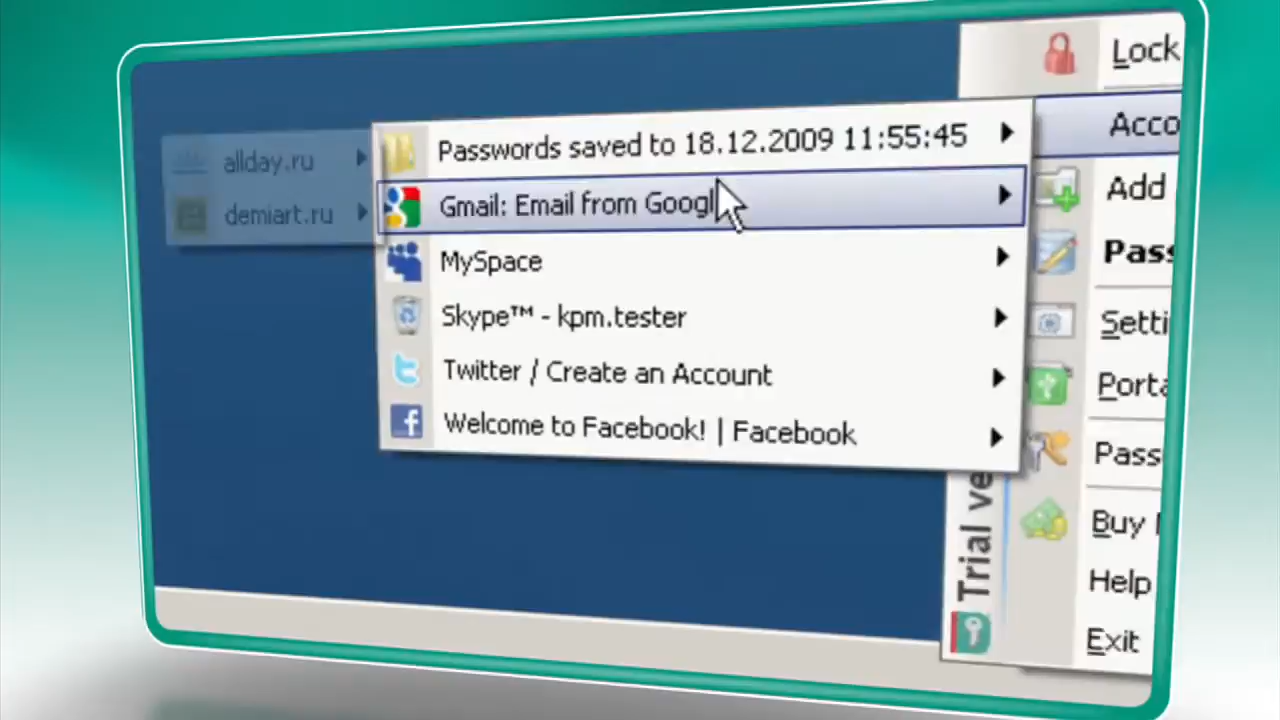 allday.ru
demiart.ru
Passwords saved to 18.12.2009 11:55:45
Gmail: Email from Googl
MySpace
Skype™ - kpm.tester
Twitter / Create an Account
Welcome to Facebook! | Facebook
Lock
Acco
Add
Pass
Setti
Porta
Pass
Buy
Help
Exit
Trial ve